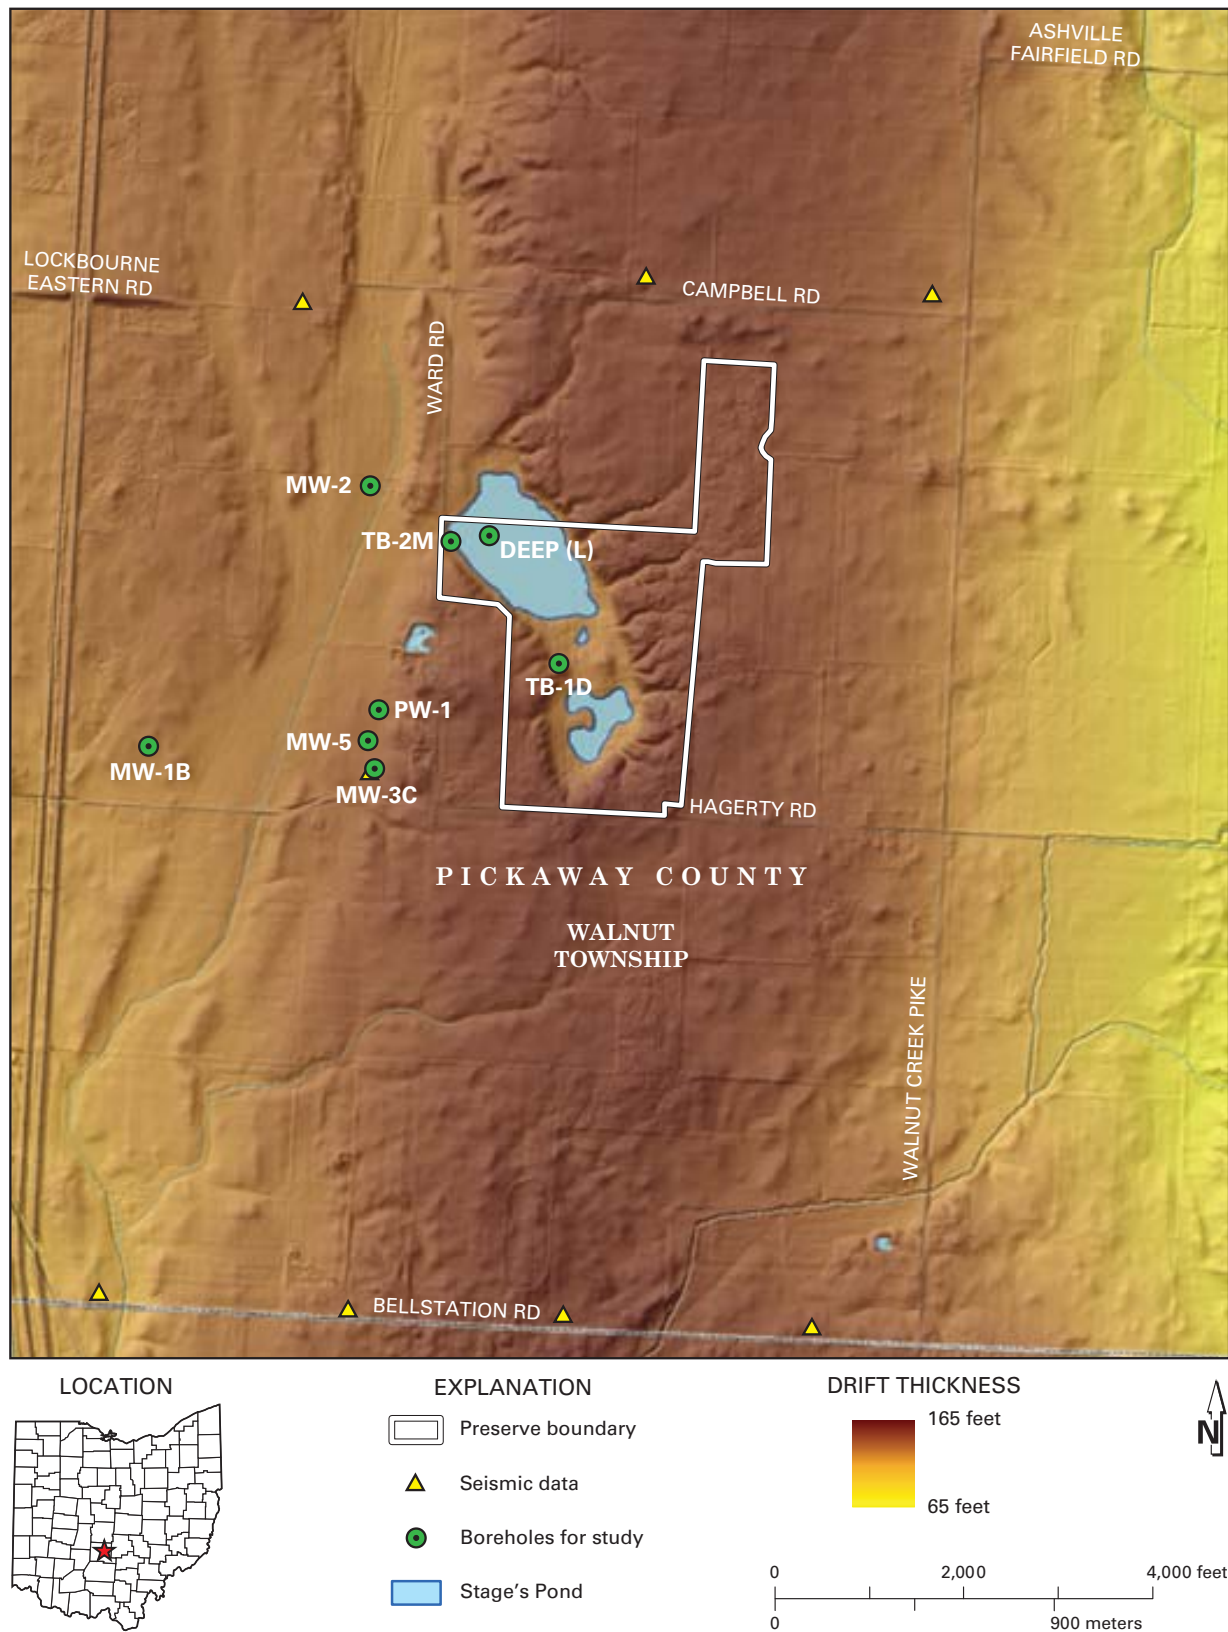 ASHVILLE
FAIRFIELD RD
LOCKBOURNE
EASTERN RD
CAMPBELL RD
WARD RD
MW-2
TB-2M
DEEP (L)
TB-1D
PW-1
MW-5
MW-1B
MW-3C
HAGERTY RD
PICKAWAY COUNTY
WALNUT
TOWNSHIP
WALNUT CREEK PIKE
BELLSTATION RD
LOCATION
EXPLANATION
Preserve boundary
Seismic data
Boreholes for study
Stage's Pond
DRIFT THICKNESS
165 feet
65 feet
N
0 2,000 4,000 feet
0 900 meters